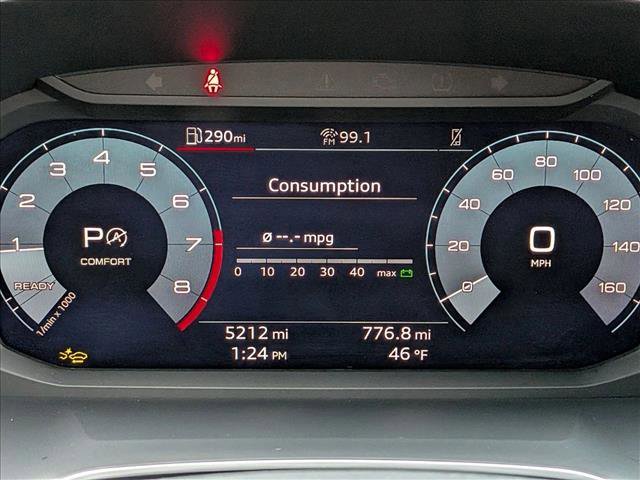 290mi
FM 99.1
Consumption
ø --.- mpg
0 10 20 30 40 max
1 2 3 4 5 6 7 8
READY
1/min x 1000
P
COMFORT
0 20 40 60 80 100 120 140 160
0
MPH
5212 mi 776.8 mi
1:24 PM 46 °F